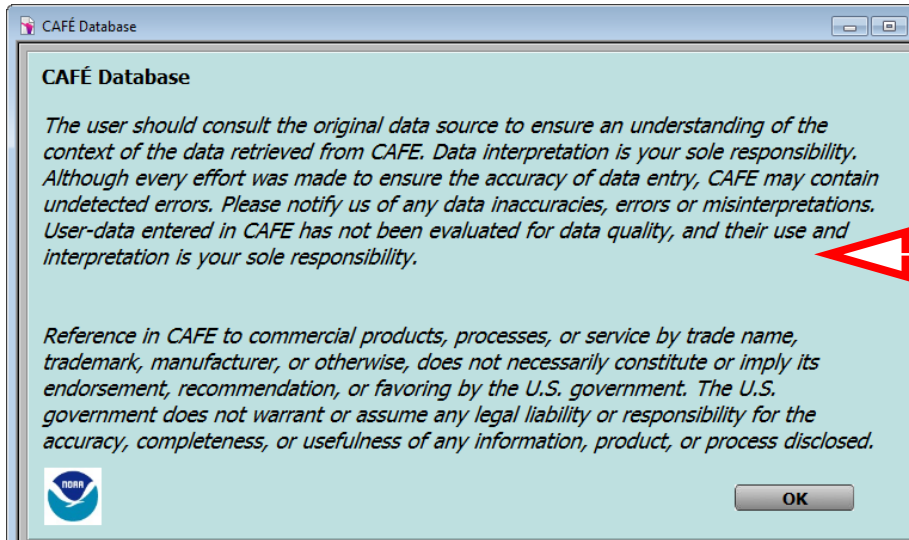 CAFÉ Database
CAFÉ Database
The user should consult the original data source to ensure an understanding of the
context of the data retrieved from CAFE. Data interpretation is your sole responsibility.
Although every effort was made to ensure the accuracy of data entry, CAFE may contain
undetected errors. Please notify us of any data inaccuracies, errors or misinterpretations.
User-data entered in CAFE has not been evaluated for data quality, and their use and
interpretation is your sole responsibility.
Reference in CAFE to commercial products, processes, or service by trade name,
trademark, manufacturer, or otherwise, does not necessarily constitute or imply its
endorsement, recommendation, or favoring by the U.S. government. The U.S.
government does not warrant or assume any legal liability or responsibility for the
accuracy, completeness, or usefulness of any information, product, or process disclosed.
NOAA
OK